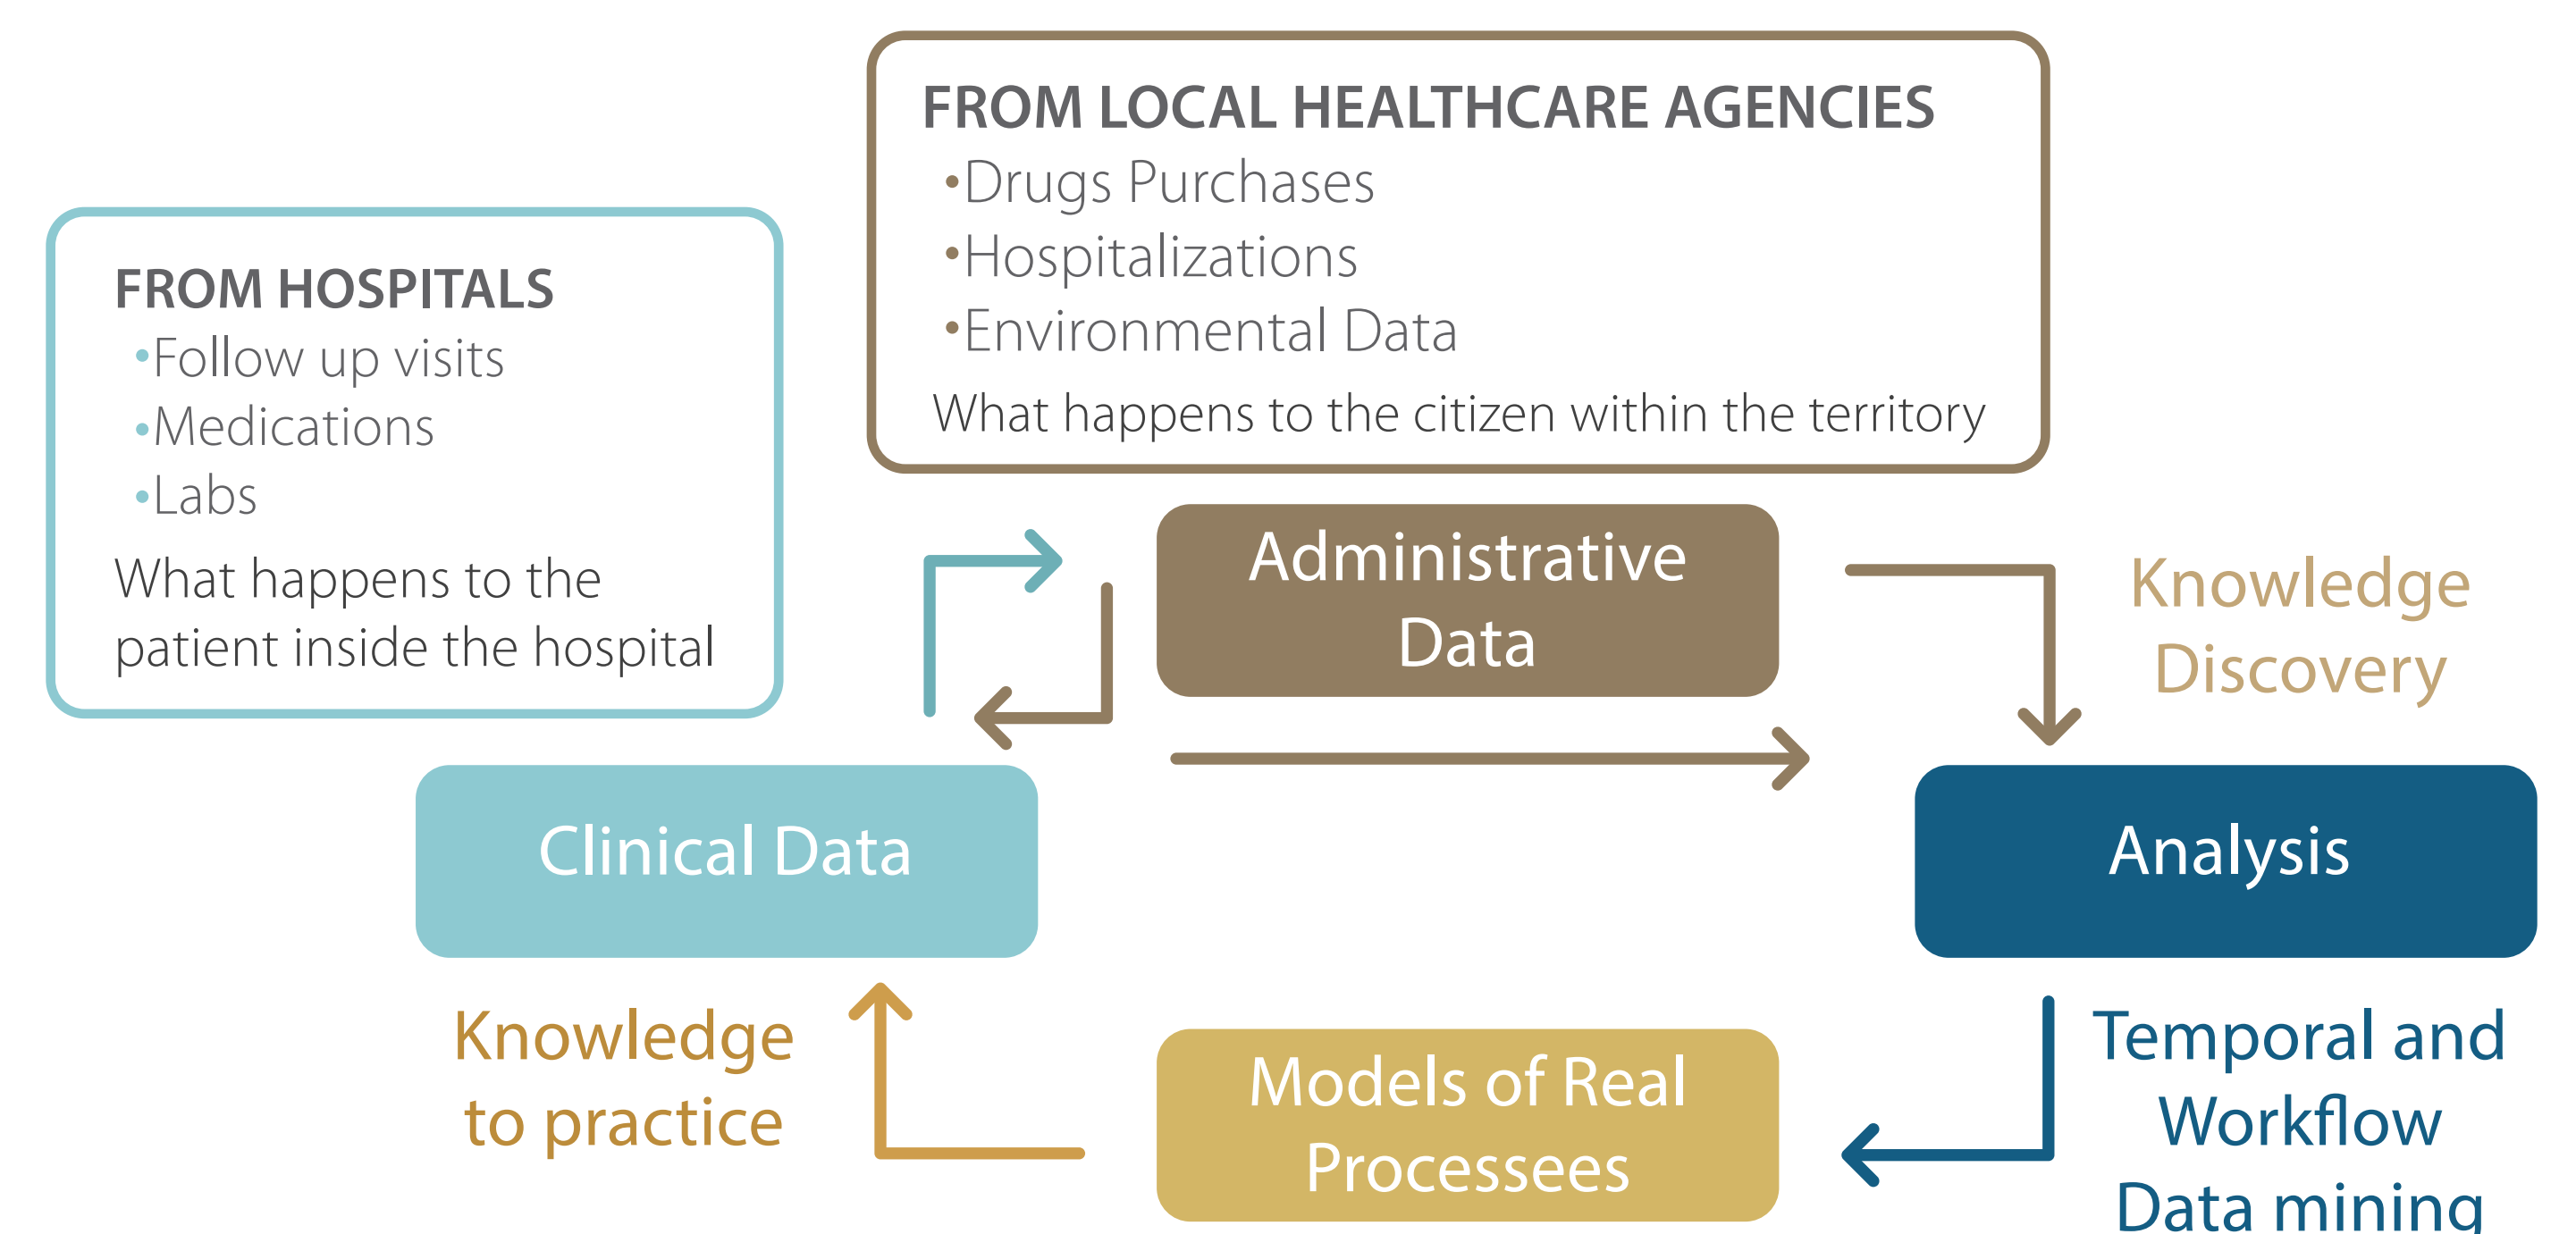 FROM LOCAL HEALTHCARE AGENCIES
•Drugs Purchases
•Hospitalizations
•Environmental Data
What happens to the citizen within the territory
FROM HOSPITALS
•Follow up visits
•Medications
•Labs
What happens to the
patient inside the hospital
Administrative
Data
Knowledge
Discovery
Clinical Data
Analysis
Knowledge
to practice
Models of Real
Processees
Temporal and
Workflow
Data mining